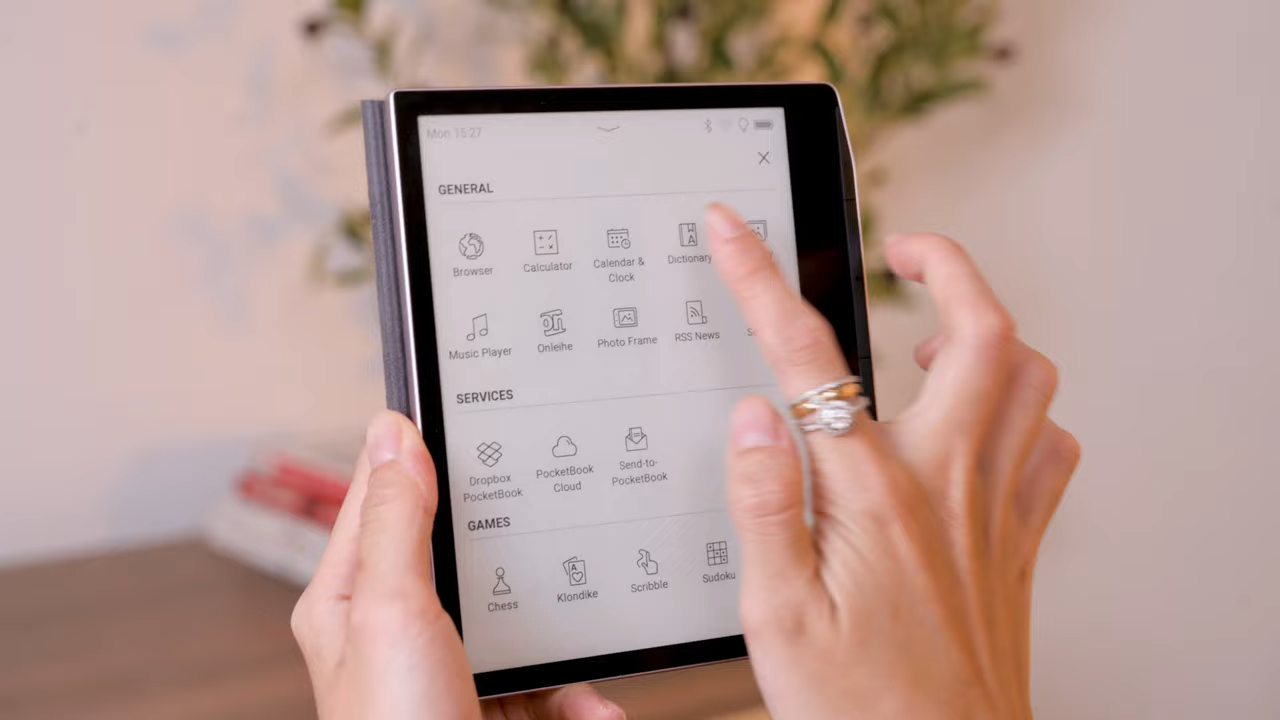 Mon 15:27
GENERAL
Browser
Calculator
Calendar &
Clock
Dictionary
Music Player
Onleihe
Photo Frame
RSS News
SERVICES
Dropbox
PocketBook
PocketBook
Cloud
Send-to-
PocketBook
GAMES
Chess
Klondike
Scribble
Sudoku